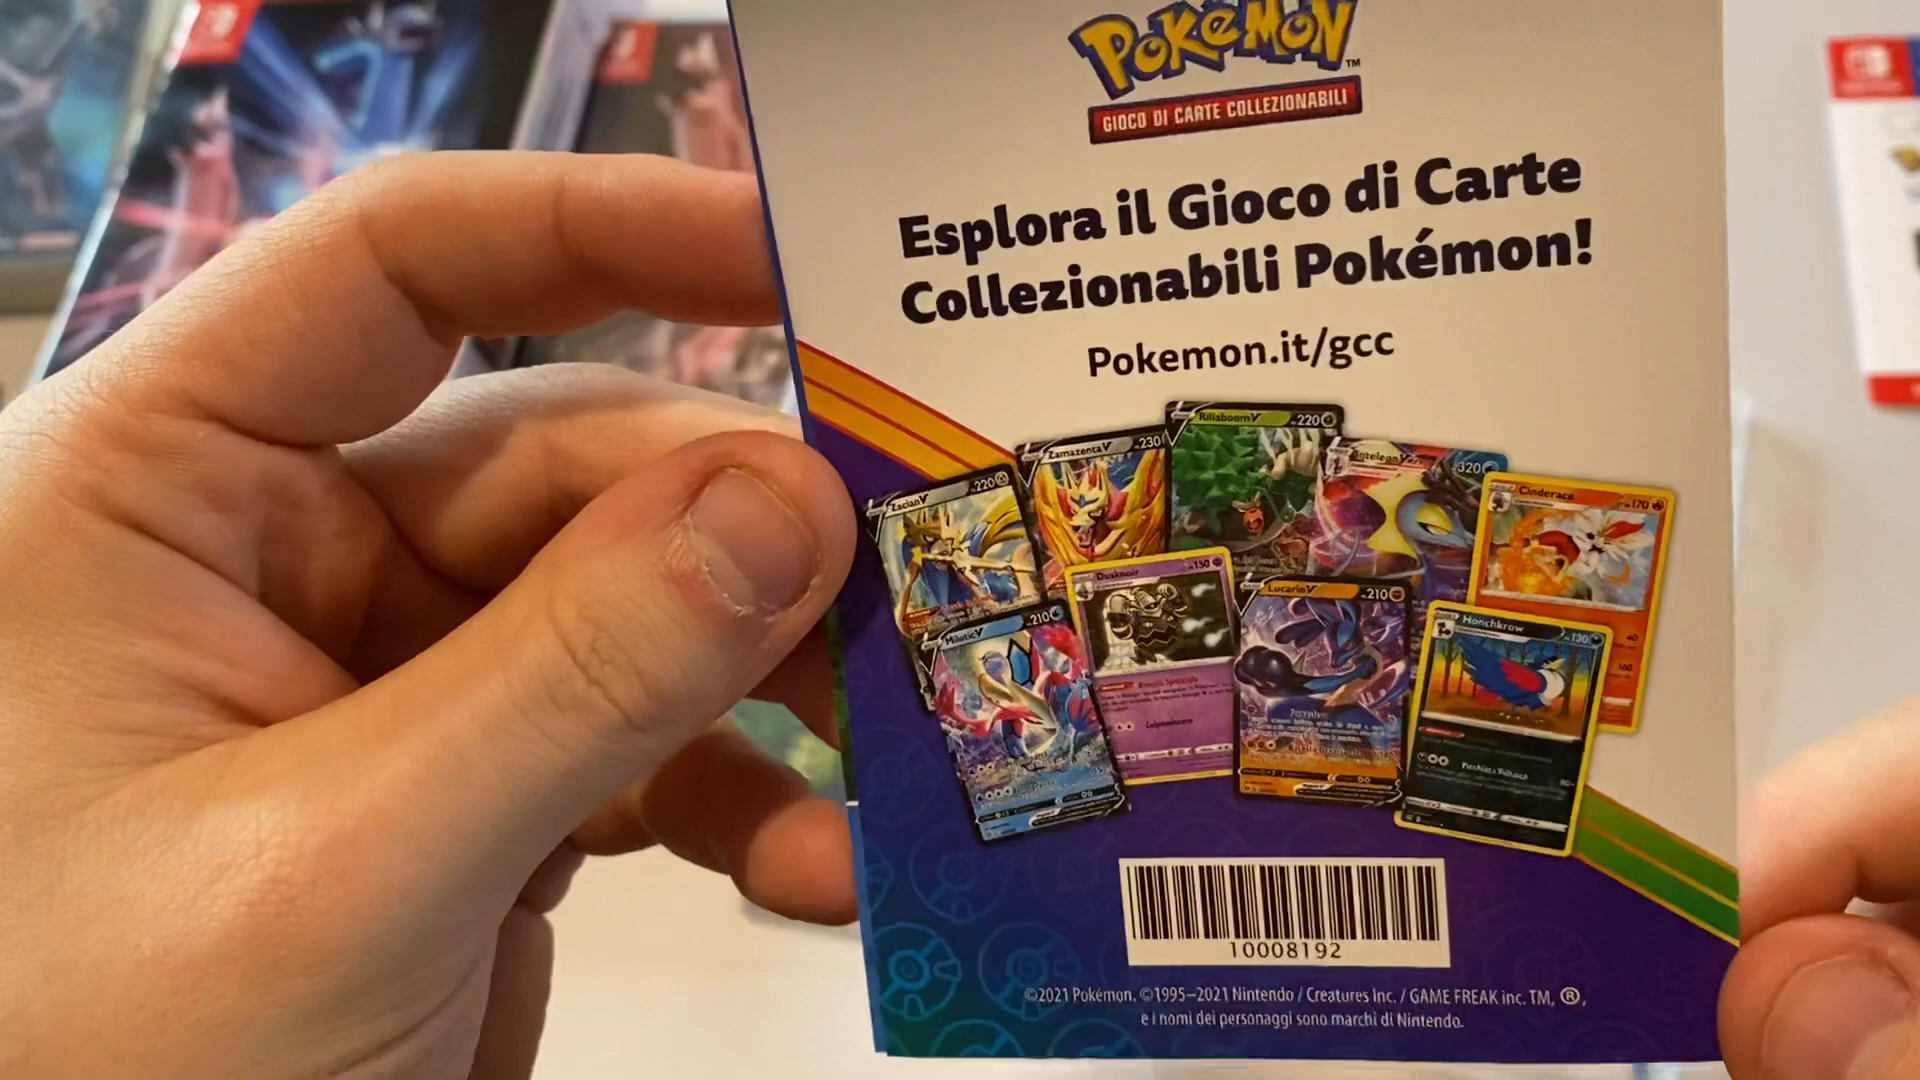 POKéMON
TM
GIOCO DI CARTE COLLEZIONABILI
Esplora il Gioco di Carte
Collezionabili Pokémon!
Pokemon.it/gcc
Rillaboom V 220
Zamazenta V 230
Inteleon 320
Zacian V 220
Cinderace 170
Dusknoir 150
Lucario V 210
Milotic V 210
Honchkrow 130
10008192
©2021 Pokémon. ©1995–2021 Nintendo / Creatures Inc. / GAME FREAK inc. TM, ®,
e i nomi dei personaggi sono marchi di Nintendo.